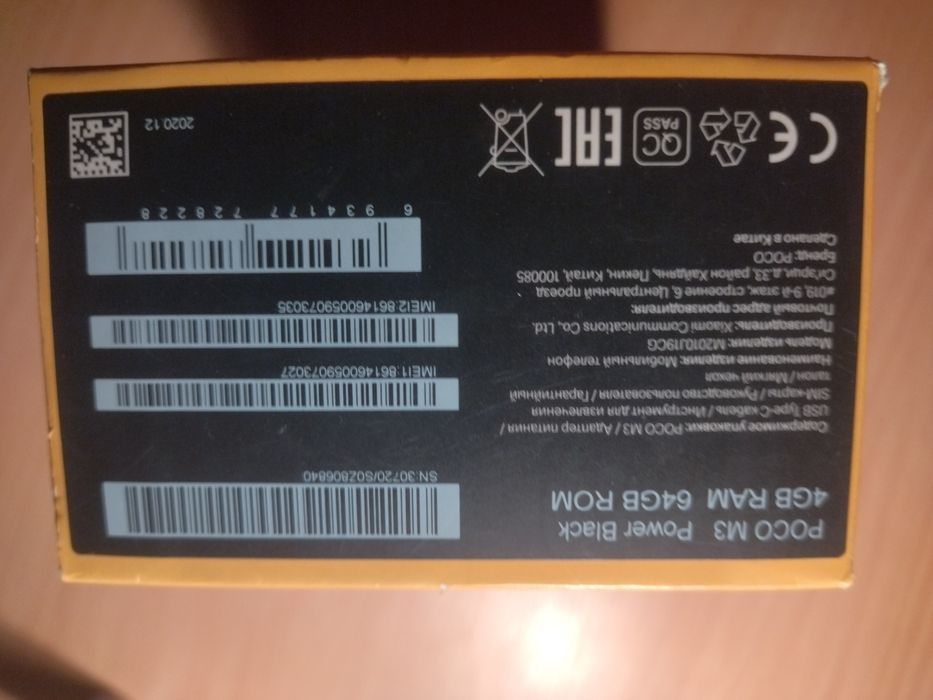 POCO M3 Power Black
4GB RAM 64GB ROM
Содержимое упаковки: POCO M3 / Адаптер питания /
USB Type-C кабель / Инструмент для извлечения
SIM-карты / Руководство пользователя / Гарантийный
талон / Мягкий чехол
Наименование изделия: Мобильный телефон
Модель изделия: M2010J19CG
Производитель: Xiaomi Communications Co., Ltd.
Почтовый адрес производителя:
#019, 9-й этаж, строение 6, Центральный проезд
Си'эрци, д.33, район Хайдянь, Пекин, Китай, 100085
Бренд: POCO
Сделано в Китае
CE
QC
PASS
EAC
SN:30720/S0Z806840
IMEI1:861460059073027
IMEI2:861460059073035
6 934177 728228
2020.12